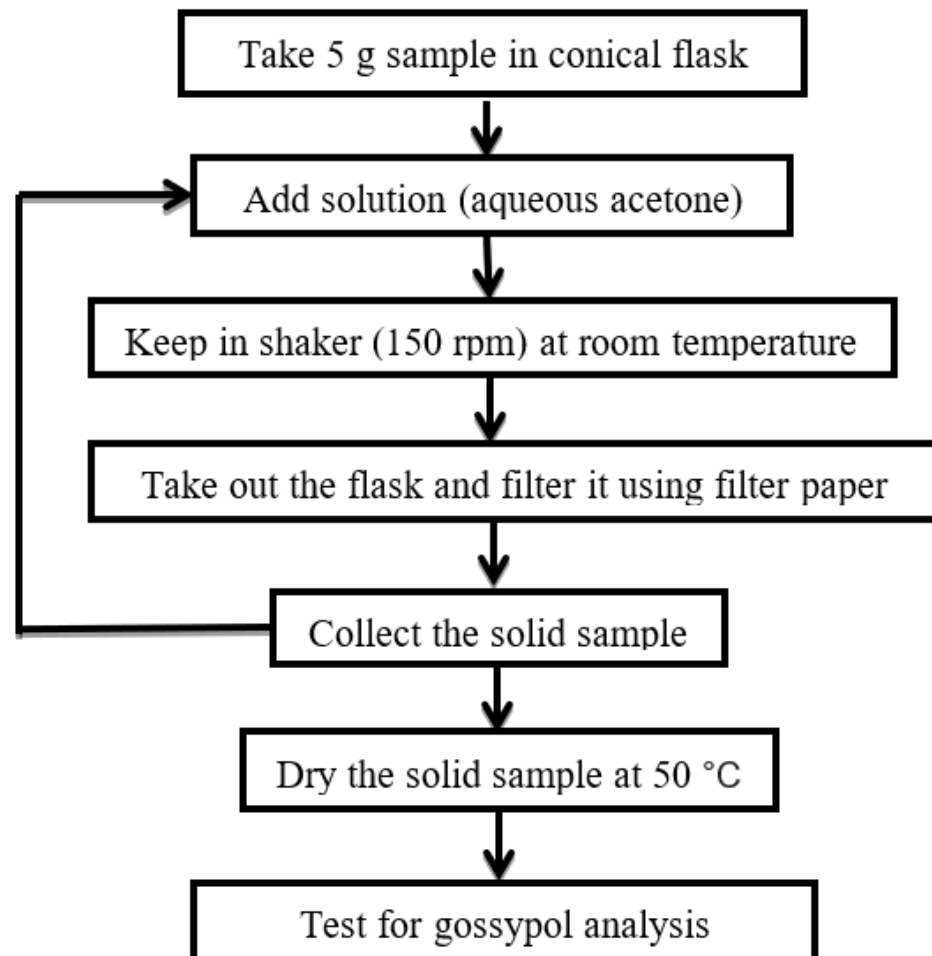 Take 5 g sample in conical flask
Add solution (aqueous acetone)
Keep in shaker (150 rpm) at room temperature
Take out the flask and filter it using filter paper
Collect the solid sample
Dry the solid sample at 50 °C
Test for gossypol analysis